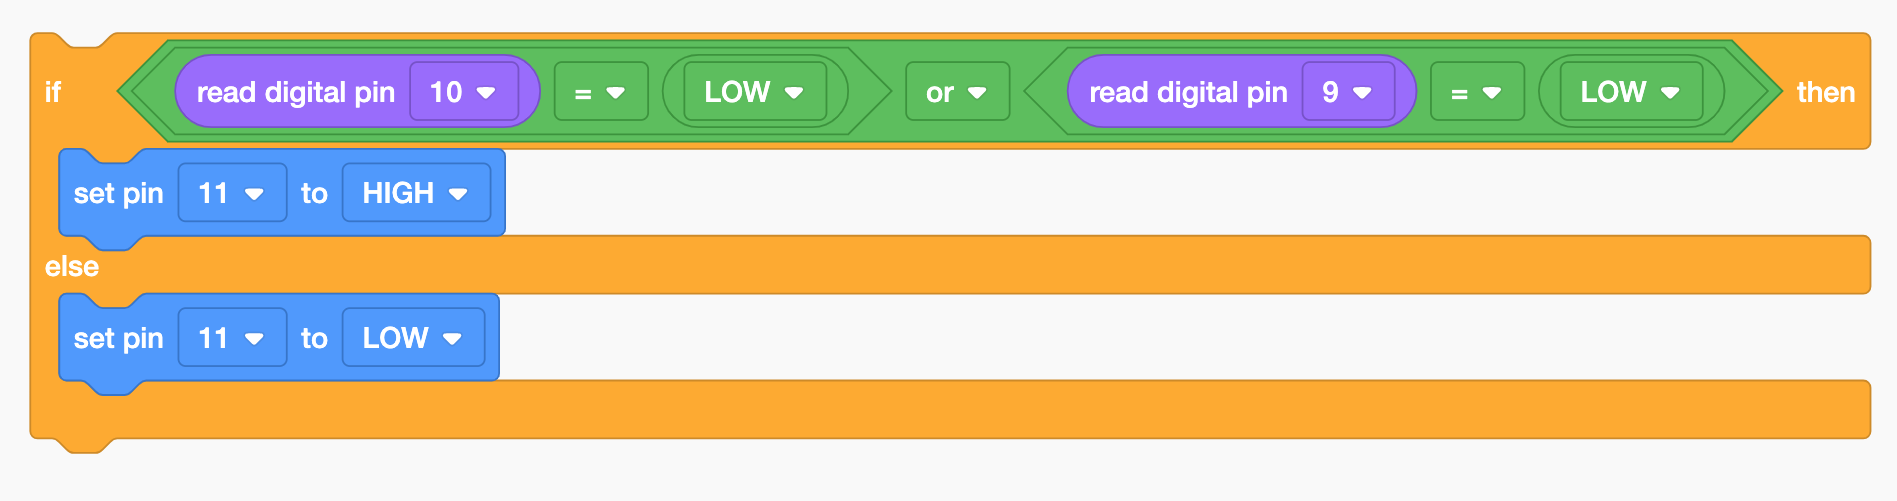 if read digital pin 10 = LOW or read digital pin 9 = LOW then
set pin 11 to HIGH
else
set pin 11 to LOW